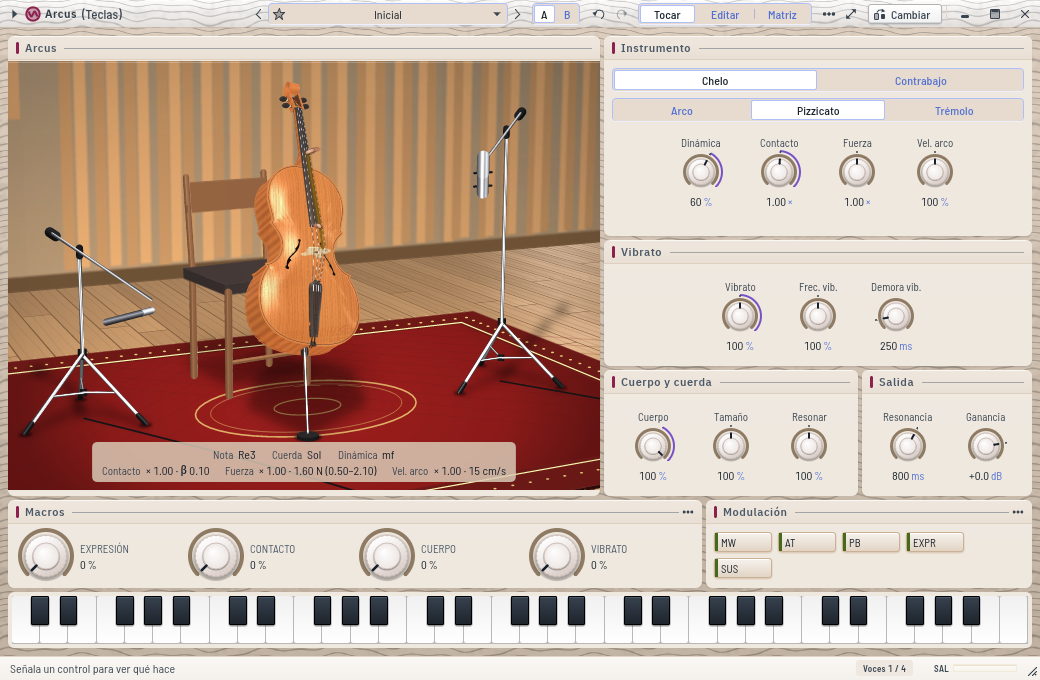 Arcus (Teclas)
Inicial
A B
Tocar Editar Matriz
Cambiar
Arcus
Nota Re3 Cuerda Sol Dinámica mf
Contacto × 1.00 · β 0.10 Fuerza × 1.00 · 1.60 N (0.50–2.10) Vel. arco × 1.00 · 15 cm/s
Instrumento
Chelo Contrabajo
Arco Pizzicato Trémolo
Dinámica Contacto Fuerza Vel. arco
60 % 1.00 × 1.00 × 100 %
Vibrato
Vibrato Frec. vib. Demora vib.
100 % 100 % 250 ms
Cuerpo y cuerda
Cuerpo Tamaño Resonar
100 % 100 % 100 %
Salida
Resonancia Ganancia
800 ms +0.0 dB
Macros
EXPRESIÓN CONTACTO CUERPO VIBRATO
0 % 0 % 0 % 0 %
Modulación
MW AT PB EXPR
SUS
Señala un control para ver qué hace
Voces 1 / 4 SAL